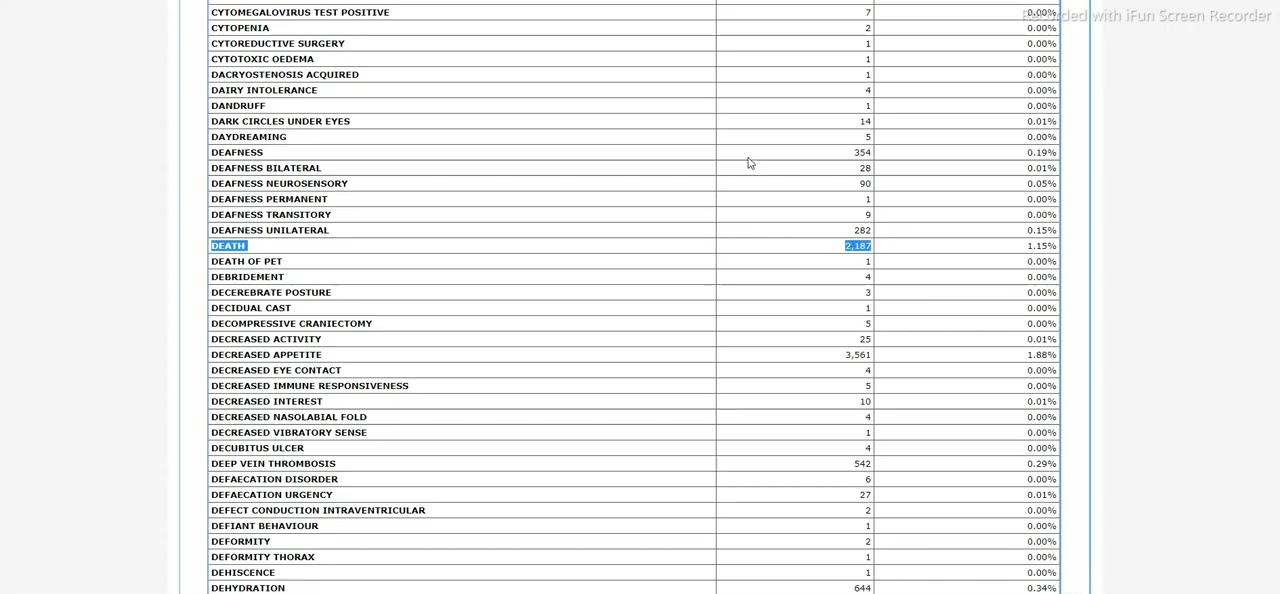 Recorded with iFun Screen Recorder
CYTOMEGALOVIRUS TEST POSITIVE 7 0.00%
CYTOPENIA 2 0.00%
CYTOREDUCTIVE SURGERY 1 0.00%
CYTOTOXIC OEDEMA 1 0.00%
DACRYOSTENOSIS ACQUIRED 1 0.00%
DAIRY INTOLERANCE 4 0.00%
DANDRUFF 1 0.00%
DARK CIRCLES UNDER EYES 14 0.01%
DAYDREAMING 5 0.00%
DEAFNESS 354 0.19%
DEAFNESS BILATERAL 28 0.01%
DEAFNESS NEUROSENSORY 90 0.05%
DEAFNESS PERMANENT 1 0.00%
DEAFNESS TRANSITORY 9 0.00%
DEAFNESS UNILATERAL 282 0.15%
DEATH 2,187 1.15%
DEATH OF PET 1 0.00%
DEBRIDEMENT 4 0.00%
DECEREBRATE POSTURE 3 0.00%
DECIDUAL CAST 1 0.00%
DECOMPRESSIVE CRANIECTOMY 5 0.00%
DECREASED ACTIVITY 25 0.01%
DECREASED APPETITE 3,561 1.88%
DECREASED EYE CONTACT 4 0.00%
DECREASED IMMUNE RESPONSIVENESS 5 0.00%
DECREASED INTEREST 10 0.01%
DECREASED NASOLABIAL FOLD 4 0.00%
DECREASED VIBRATORY SENSE 1 0.00%
DECUBITUS ULCER 4 0.00%
DEEP VEIN THROMBOSIS 542 0.29%
DEFAECATION DISORDER 6 0.00%
DEFAECATION URGENCY 27 0.01%
DEFECT CONDUCTION INTRAVENTRICULAR 2 0.00%
DEFIANT BEHAVIOUR 1 0.00%
DEFORMITY 2 0.00%
DEFORMITY THORAX 1 0.00%
DEHISCENCE 1 0.00%
DEHYDRATION 644 0.34%